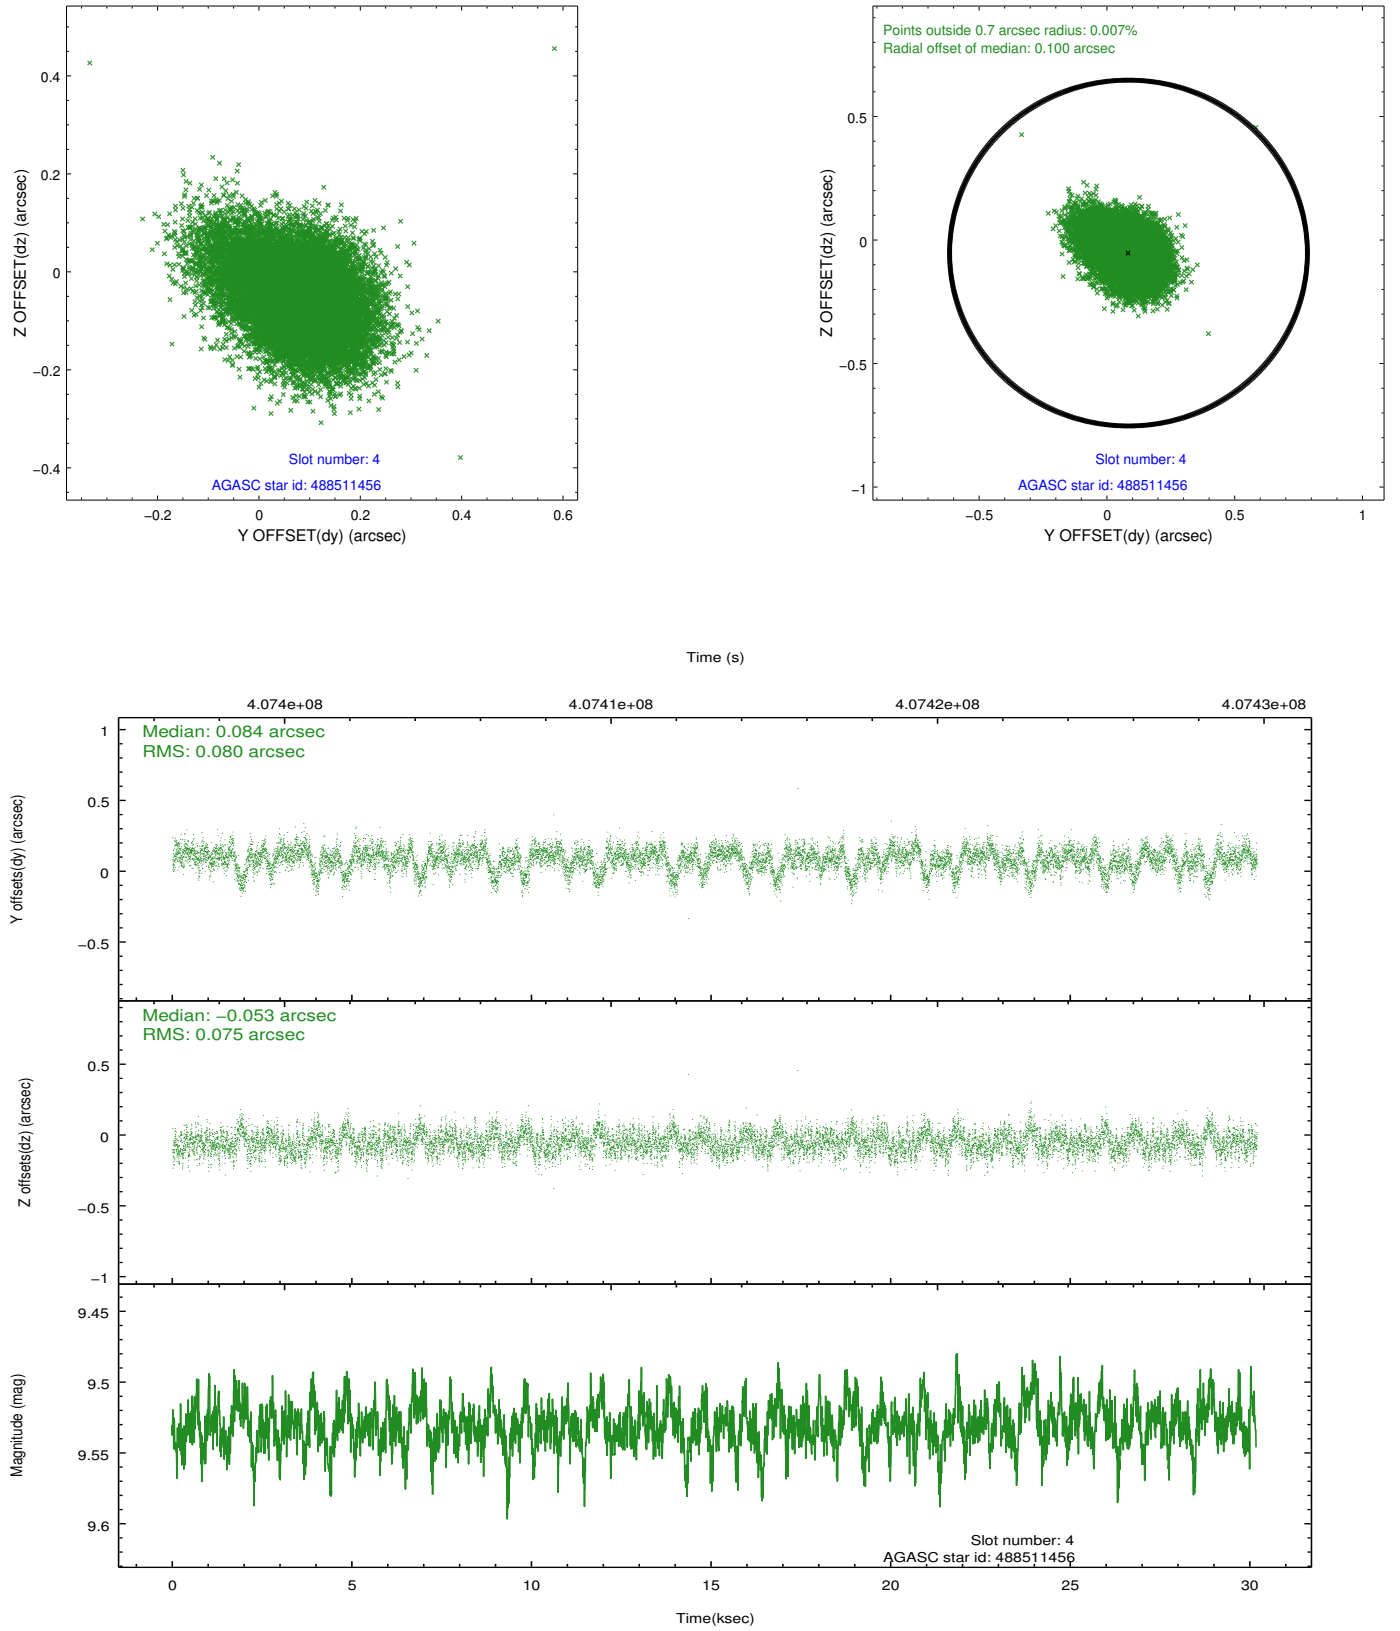 0.4
0.2
0
−0.2
−0.4
Z OFFSET(dz) (arcsec)
Slot number: 4
AGASC star id: 488511456
−0.2 0 0.2 0.4 0.6
Y OFFSET(dy) (arcsec)
Points outside 0.7 arcsec radius: 0.007%
Radial offset of median: 0.100 arcsec
0.5
0
−0.5
−1
Z OFFSET(dz) (arcsec)
Slot number: 4
AGASC star id: 488511456
−0.5 0 0.5 1
Y OFFSET(dy) (arcsec)
Time (s)
4.074e+08 4.0741e+08 4.0742e+08 4.0743e+08
Median: 0.084 arcsec
RMS: 0.080 arcsec
1
0.5
0
−0.5
Y offsets(dy) (arcsec)
Median: −0.053 arcsec
RMS: 0.075 arcsec
0.5
0
−0.5
−1
Z offsets(dz) (arcsec)
9.45
9.5
9.55
9.6
Magnitude (mag)
Slot number: 4
AGASC star id: 488511456
0 5 10 15 20 25 30
Time(ksec)